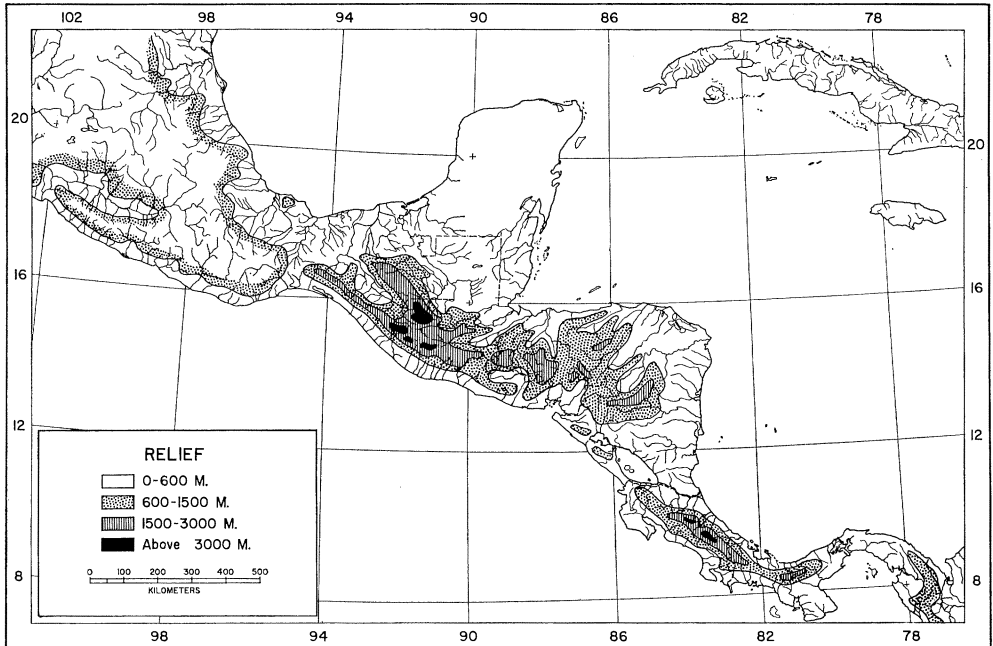 102 98 94 90 86 82 78
20
20
16
16
12
12
RELIEF
0-600 M.
600-1500 M.
1500-3000 M.
Above 3000 M.
0 100 200 300 400 500
KILOMETERS
8
8
98 94 90 86 82 78